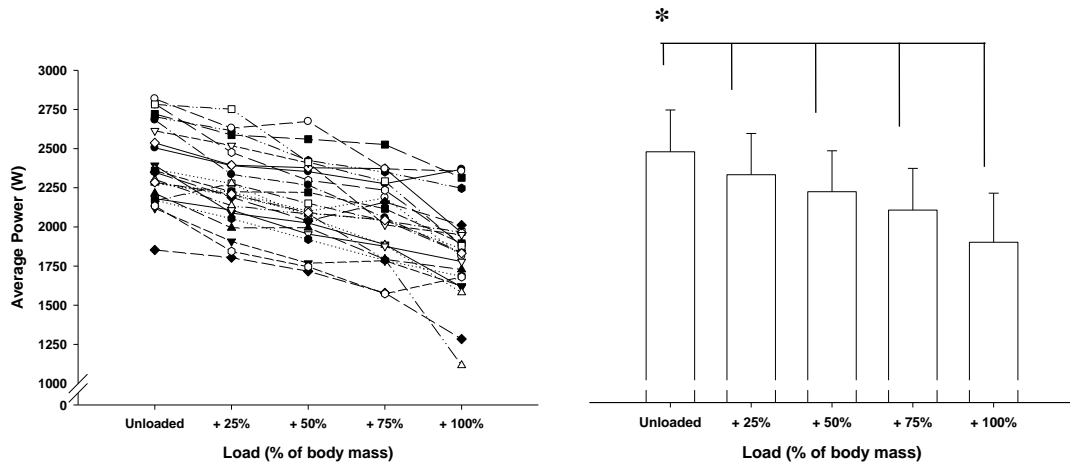 *
3000
2750
2500
2250
2000
1750
1500
1250
1000
0
Average Power (W)
Unloaded + 25% + 50% + 75% + 100%
Load (% of body mass)
Unloaded + 25% + 50% + 75% + 100%
Load (% of body mass)